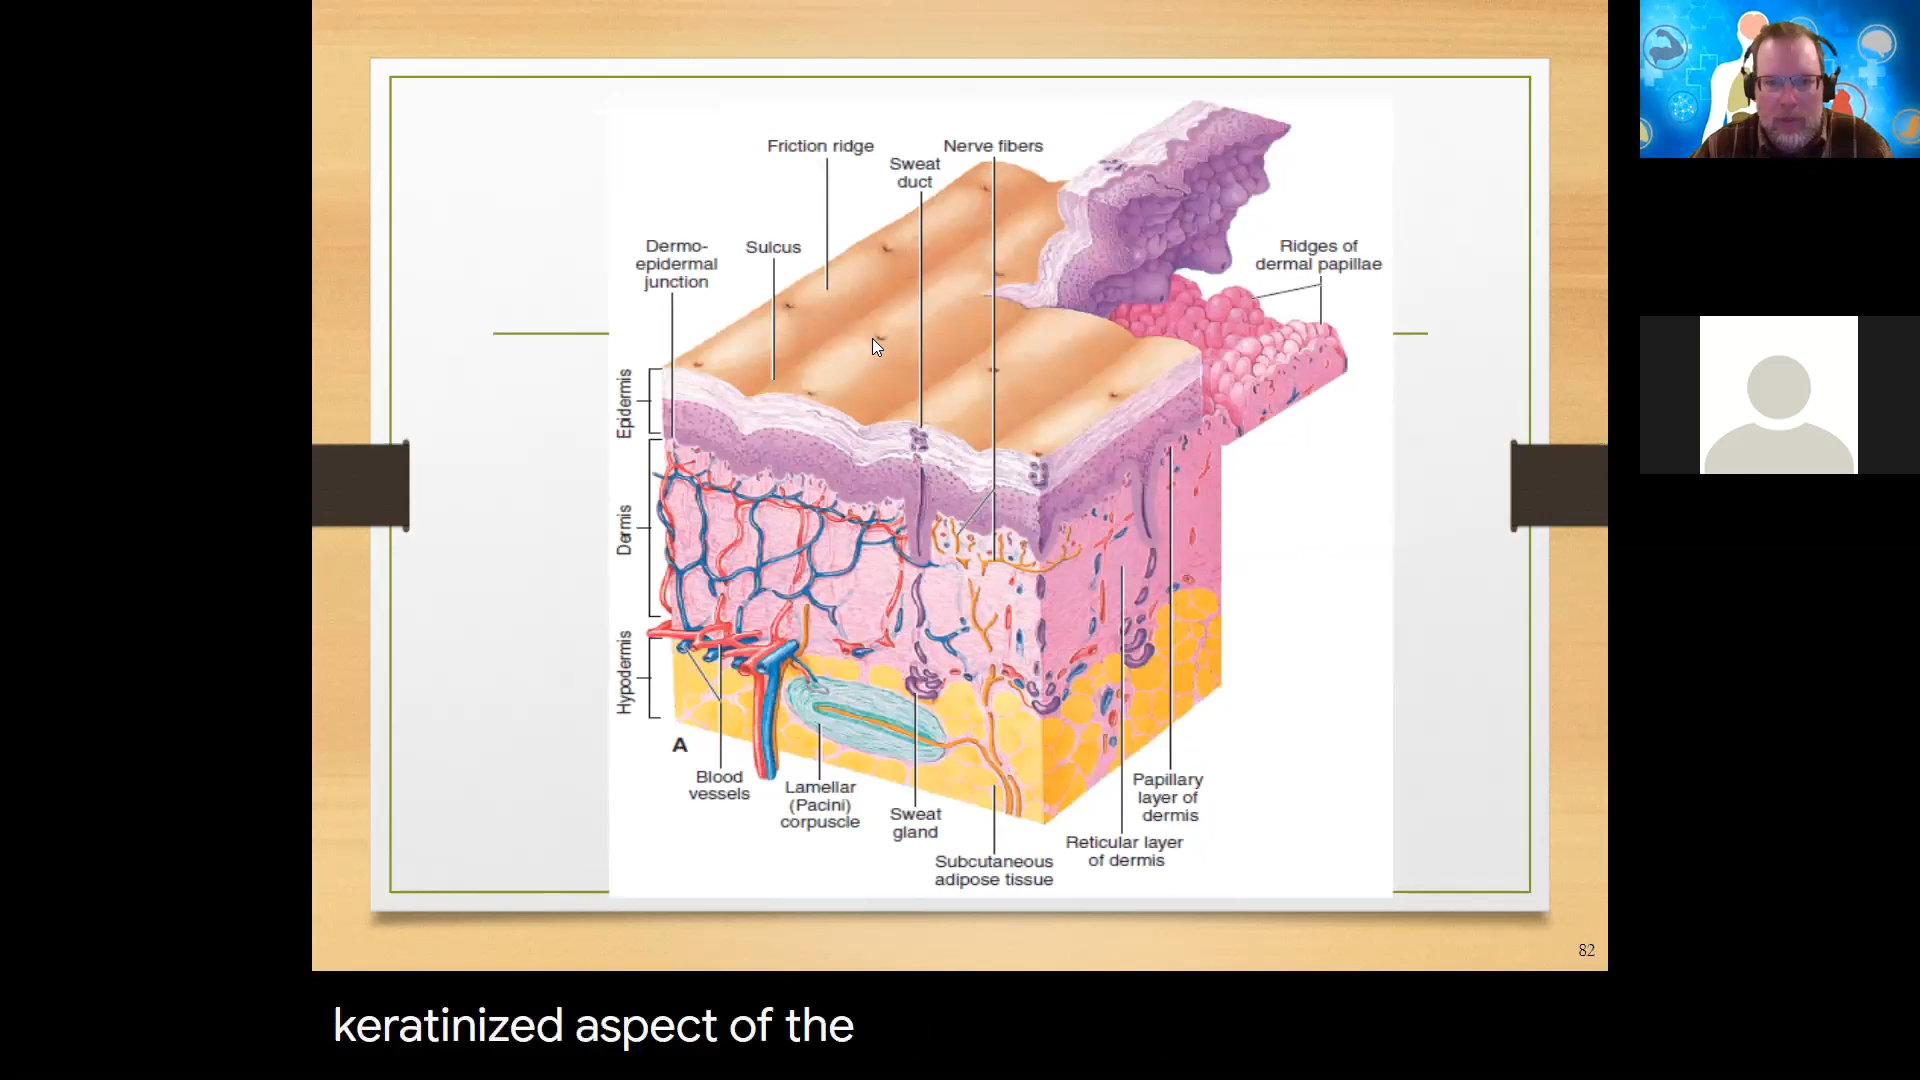 Friction ridge
Nerve fibers
Sweat
duct
Dermo-
epidermal
junction
Sulcus
Ridges of
dermal papillae
Epidermis
Dermis
Hypodermis
A
Blood
vessels
Lamellar
(Pacini)
corpuscle
Sweat
gland
Subcutaneous
adipose tissue
Reticular layer
of dermis
Papillary
layer of
dermis
82
keratinized aspect of the